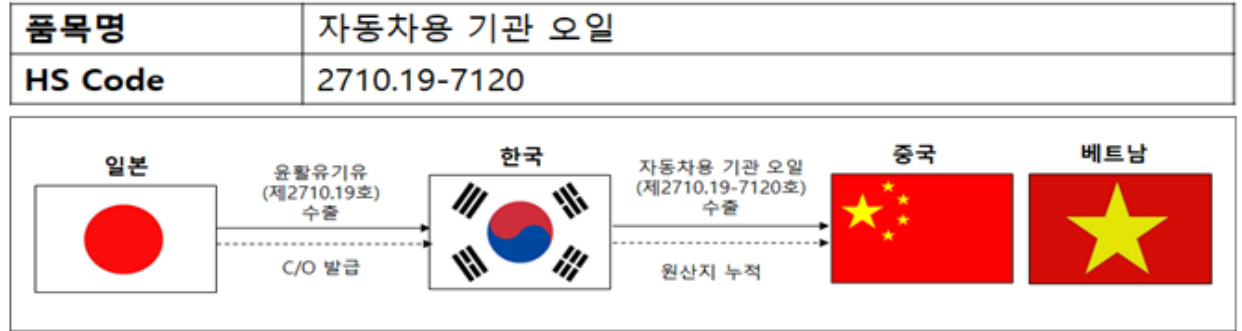 품목명 자동차용 기관 오일
HS Code 2710.19-7120
일본
윤활유기유
(제2710.19호)
수출
C/O 발급
한국
자동차용 기관 오일
(제2710.19-7120호)
수출
원산지 누적
중국
베트남